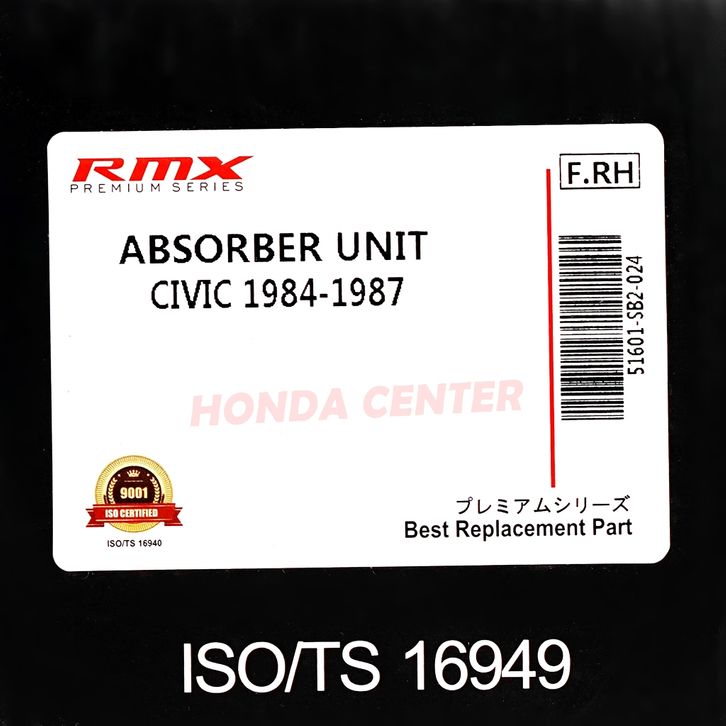 RMX
PREMIUM SERIES
F.RH
ABSORBER UNIT
CIVIC 1984-1987
51601-SB2-024
HONDA CENTER
9001
ISO CERTIFIED
ISO/TS 16940
プレミアムシリーズ
Best Replacement Part
ISO/TS 16949